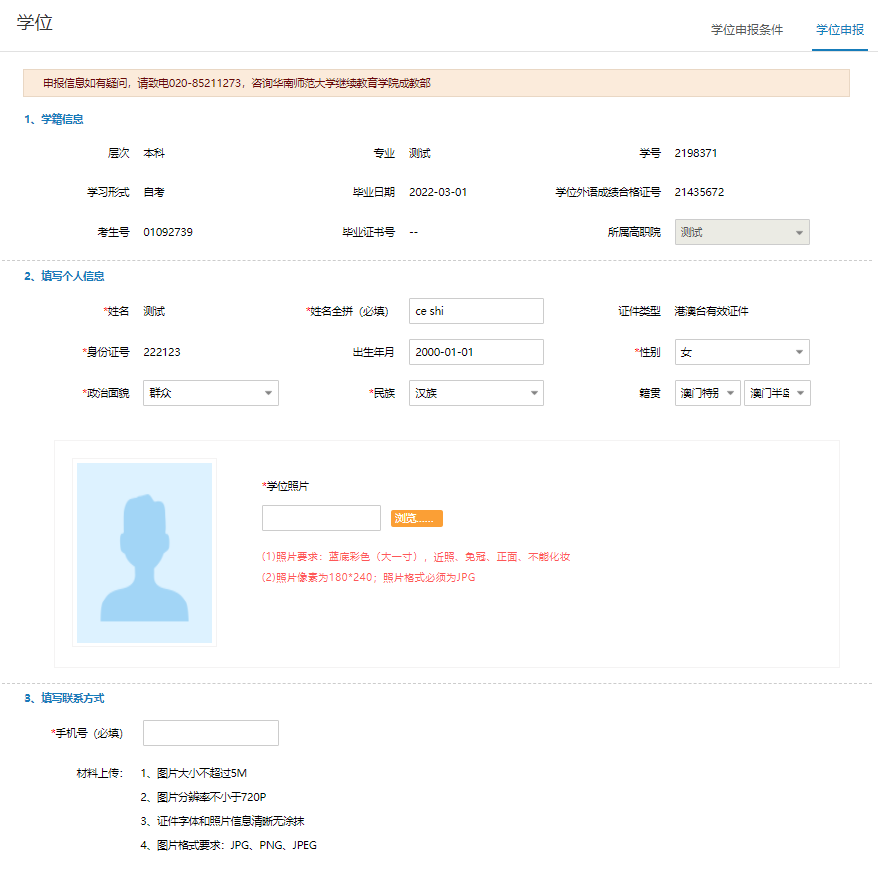 学位
学位申报条件 学位申报
申报信息如有疑问，请致电020-85211273，咨询华南师范大学继续教育学院成教部
1、学籍信息
层次 本科 专业 测试 学号 2198371
学习形式 自考 毕业日期 2022-03-01 学位外语成绩合格证号 21435672
考生号 01092739 毕业证书号 -- 所属高职院 测试
2、填写个人信息
*姓名 测试 *姓名全拼（必填） ce shi 证件类型 港澳台有效证件
*身份证号 222123 出生年月 2000-01-01 *性别 女
*政治面貌 群众 *民族 汉族 籍贯 澳门特别 澳门半岛
*学位照片
浏览......
(1)照片要求：蓝底彩色（大一寸），近照、免冠、正面、不能化妆
(2)照片像素为180*240；照片格式必须为JPG
3、填写联系方式
*手机号（必填）
材料上传： 1、图片大小不超过5M
2、图片分辨率不小于720P
3、证件字体和照片信息清晰无涂抹
4、图片格式要求：JPG、PNG、JPEG